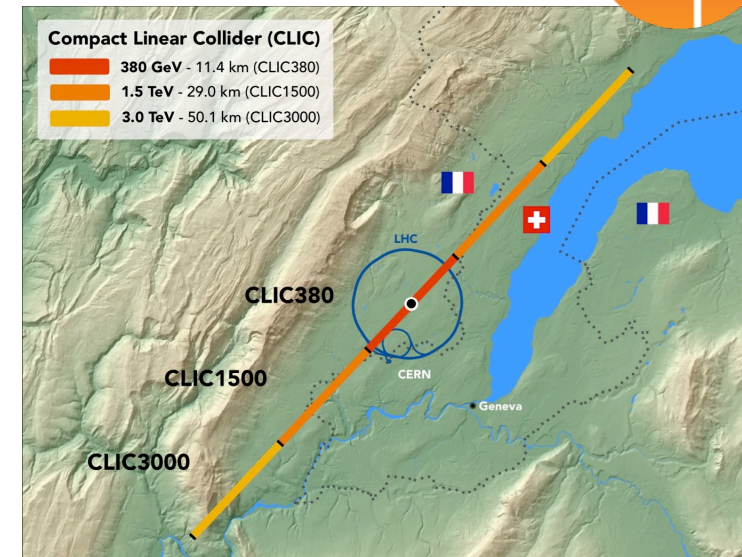 Compact Linear Collider (CLIC)
380 GeV - 11.4 km (CLIC380)
1.5 TeV - 29.0 km (CLIC1500)
3.0 TeV - 50.1 km (CLIC3000)
LHC
CLIC380
CLIC1500
CERN
Geneva
CLIC3000